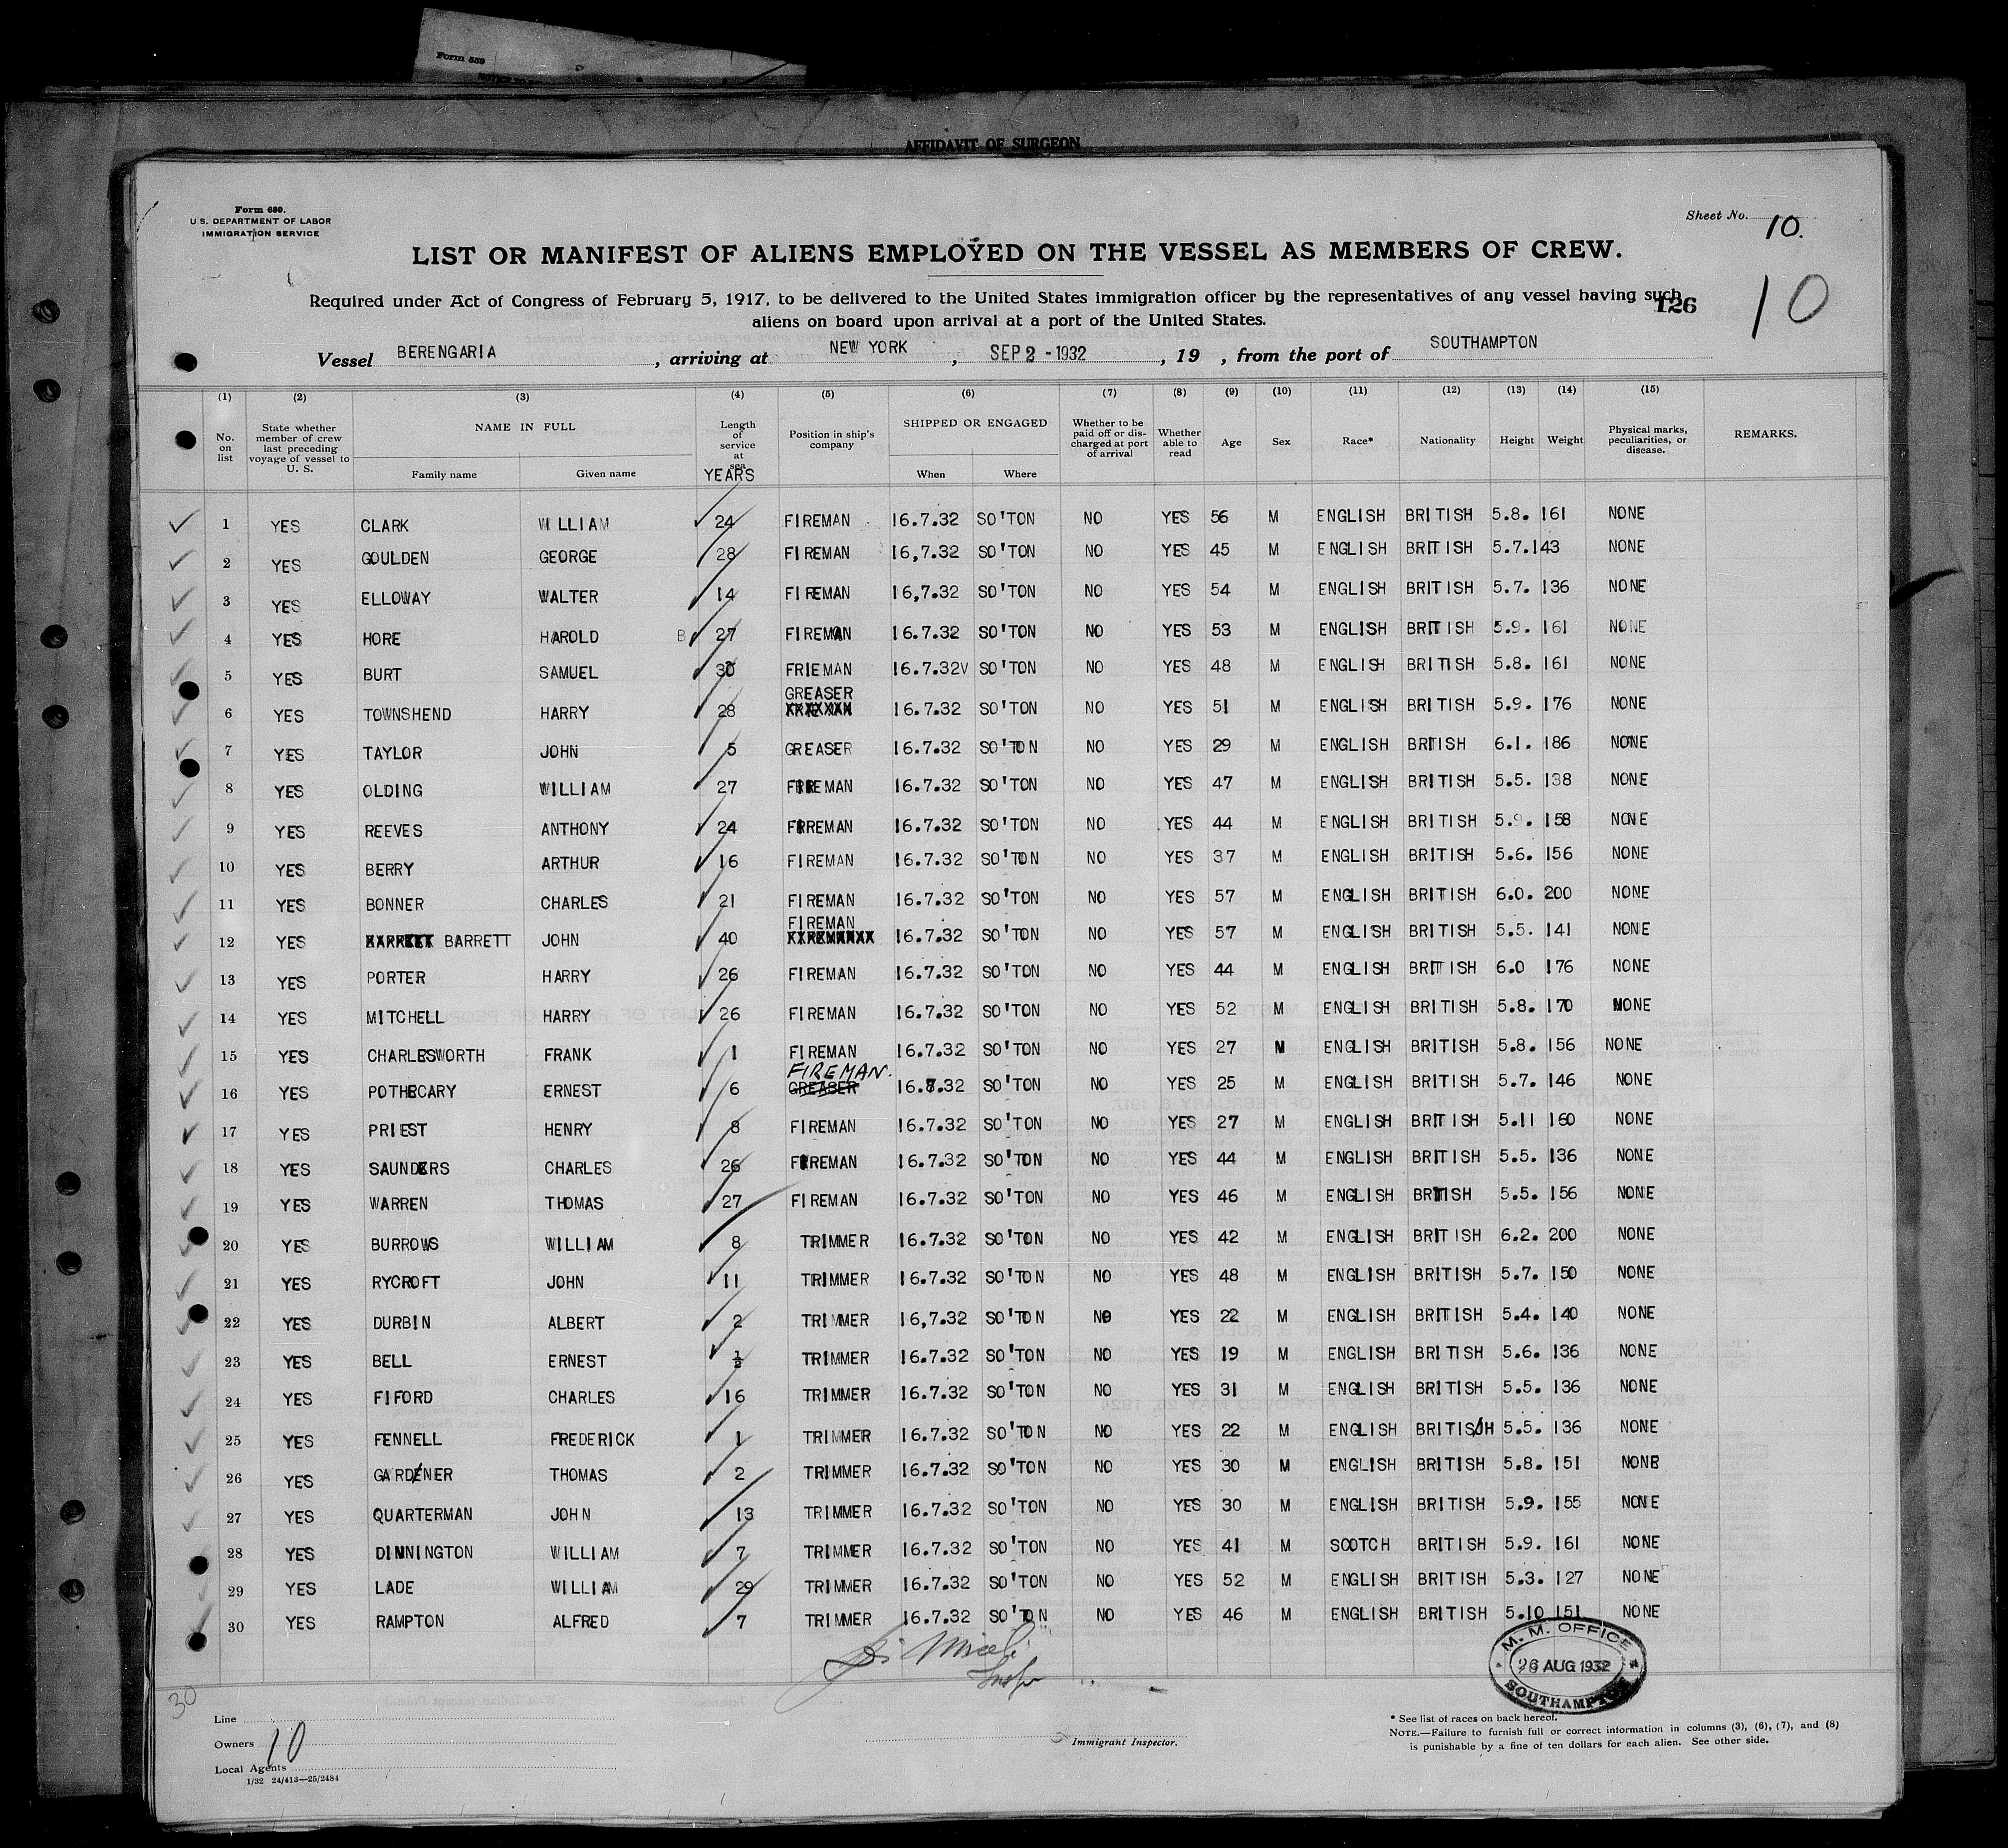 Form 559
AFFIDAVIT OF SURGEON
Form 680.
U.S. DEPARTMENT OF LABOR
IMMIGRATION SERVICE
Sheet No. 10.
LIST OR MANIFEST OF ALIENS EMPLOYED ON THE VESSEL AS MEMBERS OF CREW.
10
Required under Act of Congress of February 5, 1917, to be delivered to the United States immigration officer by the representatives of any vessel having such
126
aliens on board upon arrival at a port of the United States.
Vessel BERENGARIA, arriving at NEW YORK, SEP 2 - 1932, 19 , from the port of SOUTHAMPTON
(1) (2) (3) (4) (5) (6) (7) (8) (9) (10) (11) (12) (13) (14) (15)
No. on list
State whether member of crew last preceding voyage of vessel to U. S.
NAME IN FULL
Family name Given name
Length of service at sea
YEARS
Position in ship's company
SHIPPED OR ENGAGED
When Where
Whether to be paid off or discharged at port of arrival
Whether able to read
Age
Sex
Race*
Nationality
Height
Weight
Physical marks, peculiarities, or disease.
REMARKS.
1 YES CLARK WILLIAM 24 FIREMAN 16.7.32 SO'TON NO YES 56 M ENGLISH BRITISH 5.8. 161 NONE
2 YES GOULDEN GEORGE 28 FIREMAN 16,7.32 SO'TON NO YES 45 M ENGLISH BRITISH 5.7.143 NONE
3 YES ELLOWAY WALTER 14 FIREMAN 16,7.32 SO'TON NO YES 54 M ENGLISH BRITISH 5.7. 136 NONE
4 YES HORE HAROLD B 27 FIREMAN 16.7.32 SO'TON NO YES 53 M ENGLISH BRITISH 5.9. 161 NONE
5 YES BURT SAMUEL 30 FRIEMAN 16.7.32V SO'TON NO YES 48 M ENGLISH BRITISH 5.8. 161 NONE
GREASER
6 YES TOWNSHEND HARRY 28 XXXXXXX 16.7.32 SO'TON NO YES 51 M ENGLISH BRITISH 5.9. 176 NONE
7 YES TAYLOR JOHN 5 GREASER 16.7.32 SO'TON NO YES 29 M ENGLISH BRITISH 6.1. 186 NONE
8 YES OLDING WILLIAM 27 FIREMAN 16.7.32 SO'TON NO YES 47 M ENGLISH BRITISH 5.5. 138 NONE
9 YES REEVES ANTHONY 24 FIREMAN 16.7.32 SO'TON NO YES 44 M ENGLISH BRITISH 5.9. 158 NONE
10 YES BERRY ARTHUR 16 FIREMAN 16.7.32 SO'TON NO YES 37 M ENGLISH BRITISH 5.6. 156 NONE
11 YES BONNER CHARLES 21 FIREMAN 16.7.32 SO'TON NO YES 57 M ENGLISH BRITISH 6.0. 200 NONE
FIREMAN
12 YES BARRETT JOHN 40 16.7.32 SO'TON NO YES 57 M ENGLISH BRITISH 5.5. 141 NONE
13 YES PORTER HARRY 26 FIREMAN 16.7.32 SO'TON NO YES 44 M ENGLISH BRITISH 6.0 176 NONE
14 YES MITCHELL HARRY 26 FIREMAN 16.7.32 SO'TON NO YES 52 M ENGLISH BRITISH 5.8. 170 NONE
15 YES CHARLESWORTH FRANK 1 FIREMAN 16.7.32 SO'TON NO YES 27 M ENGLISH BRITISH 5.8. 156 NONE
FIREMAN.
16 YES POTHECARY ERNEST 6 GREASER 16.7.32 SO'TON NO YES 25 M ENGLISH BRITISH 5.7. 146 NONE
17 YES PRIEST HENRY 8 FIREMAN 16.7.32 SO'TON NO YES 27 M ENGLISH BRITISH 5.11 160 NONE
18 YES SAUNDERS CHARLES 26 FIREMAN 16.7.32 SO'TON NO YES 44 M ENGLISH BRITISH 5.5. 136 NONE
19 YES WARREN THOMAS 27 FIREMAN 16.7.32 SO'TON NO YES 46 M ENGLISH BRITISH 5.5. 156 NONE
20 YES BURROWS WILLIAM 8 TRIMMER 16.7.32 SO'TON NO YES 42 M ENGLISH BRITISH 6.2. 200 NONE
21 YES RYCROFT JOHN 11 TRIMMER 16.7.32 SO'TON NO YES 48 M ENGLISH BRITISH 5.7. 150 NONE
22 YES DURBIN ALBERT 2 TRIMMER 16,7.32 SO'TON NO YES 22 M ENGLISH BRITISH 5.4. 140 NONE
23 YES BELL ERNEST TRIMMER 16.7.32 SO'TON NO YES 19 M ENGLISH BRITISH 5.6. 136 NONE
24 YES FIFORD CHARLES 16 TRIMMER 16.7.32 SO'TON NO YES 31 M ENGLISH BRITISH 5.5. 136 NONE
25 YES FENNELL FREDERICK 1 TRIMMER 16.7.32 SO'TON NO YES 22 M ENGLISH BRITISH 5.5. 136 NONE
26 YES GARDENER THOMAS 2 TRIMMER 16.7.32 SO'TON NO YES 30 M ENGLISH BRITISH 5.8. 151 NONE
27 YES QUARTERMAN JOHN 13 TRIMMER 16.7.32 SO'TON NO YES 30 M ENGLISH BRITISH 5.9. 155 NONE
28 YES DINNINGTON WILLIAM 7 TRIMMER 16.7.32 SO'TON NO YES 41 M SCOTCH BRITISH 5.9. 161 NONE
29 YES LADE WILLIAM 29 TRIMMER 16.7.32 SO'TON NO YES 52 M ENGLISH BRITISH 5.3. 127 NONE
30 YES RAMPTON ALFRED 7 TRIMMER 16.7.32 SO'TON NO YES 46 M ENGLISH BRITISH 5.10 151 NONE
M. M. OFFICE
26 AUG 1932
SOUTHAMPTON
30
Line
Owners 10
Local Agents
1/32 24/413—25/2484
Immigrant Inspector.
* See list of races on back hereof.
NOTE.—Failure to furnish full or correct information in columns (3), (6), (7), and (8)
is punishable by a fine of ten dollars for each alien. See other side.